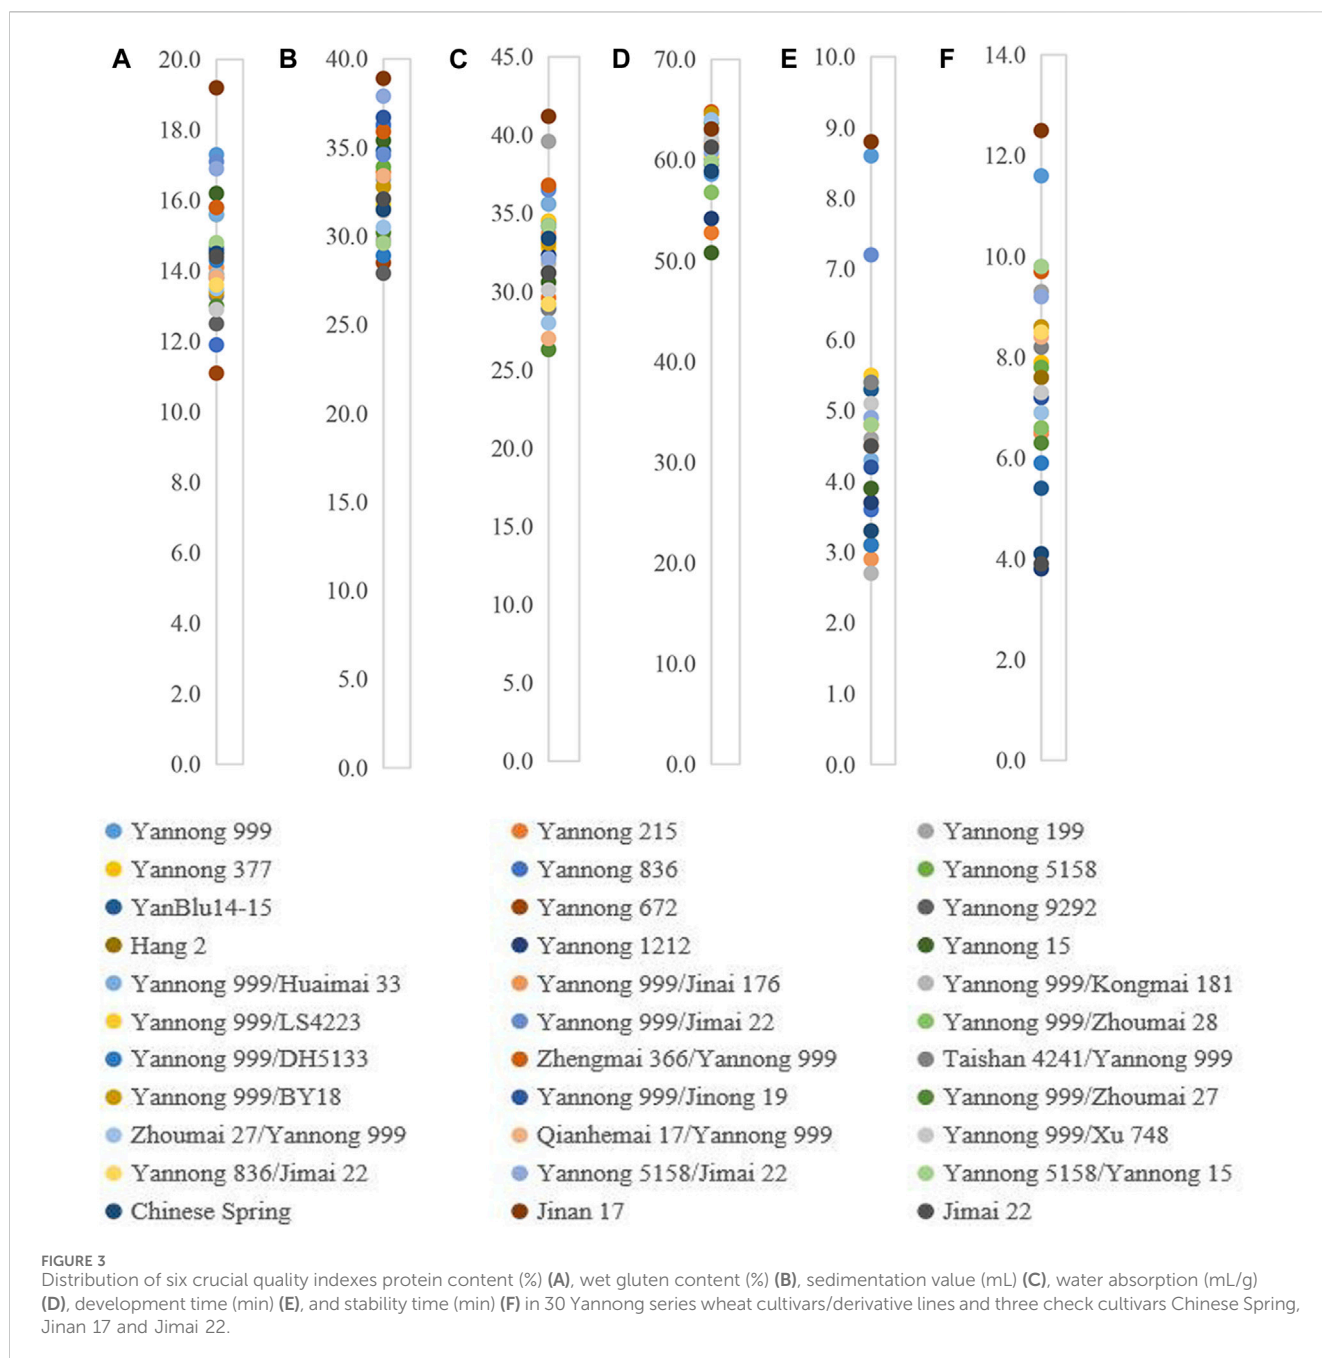 A
20.0
18.0
16.0
14.0
12.0
10.0
8.0
6.0
4.0
2.0
0.0
B
40.0
35.0
30.0
25.0
20.0
15.0
10.0
5.0
0.0
C
45.0
40.0
35.0
30.0
25.0
20.0
15.0
10.0
5.0
0.0
D
70.0
60.0
50.0
40.0
30.0
20.0
10.0
0.0
E
10.0
9.0
8.0
7.0
6.0
5.0
4.0
3.0
2.0
1.0
0.0
F
14.0
12.0
10.0
8.0
6.0
4.0
2.0
0.0
Yannong 999 Yannong 215 Yannong 199
Yannong 377 Yannong 836 Yannong 5158
YanBlu14-15 Yannong 672 Yannong 9292
Hang 2 Yannong 1212 Yannong 15
Yannong 999/Huaimai 33 Yannong 999/Jinai 176 Yannong 999/Kongmai 181
Yannong 999/LS4223 Yannong 999/Jimai 22 Yannong 999/Zhoumai 28
Yannong 999/DH5133 Zhengmai 366/Yannong 999 Taishan 4241/Yannong 999
Yannong 999/BY18 Yannong 999/Jinong 19 Yannong 999/Zhoumai 27
Zhoumai 27/Yannong 999 Qianhemai 17/Yannong 999 Yannong 999/Xu 748
Yannong 836/Jimai 22 Yannong 5158/Jimai 22 Yannong 5158/Yannong 15
Chinese Spring Jinan 17 Jimai 22
FIGURE 3
Distribution of six crucial quality indexes protein content (%) (A), wet gluten content (%) (B), sedimentation value (mL) (C), water absorption (mL/g)
(D), development time (min) (E), and stability time (min) (F) in 30 Yannong series wheat cultivars/derivative lines and three check cultivars Chinese Spring,
Jinan 17 and Jimai 22.